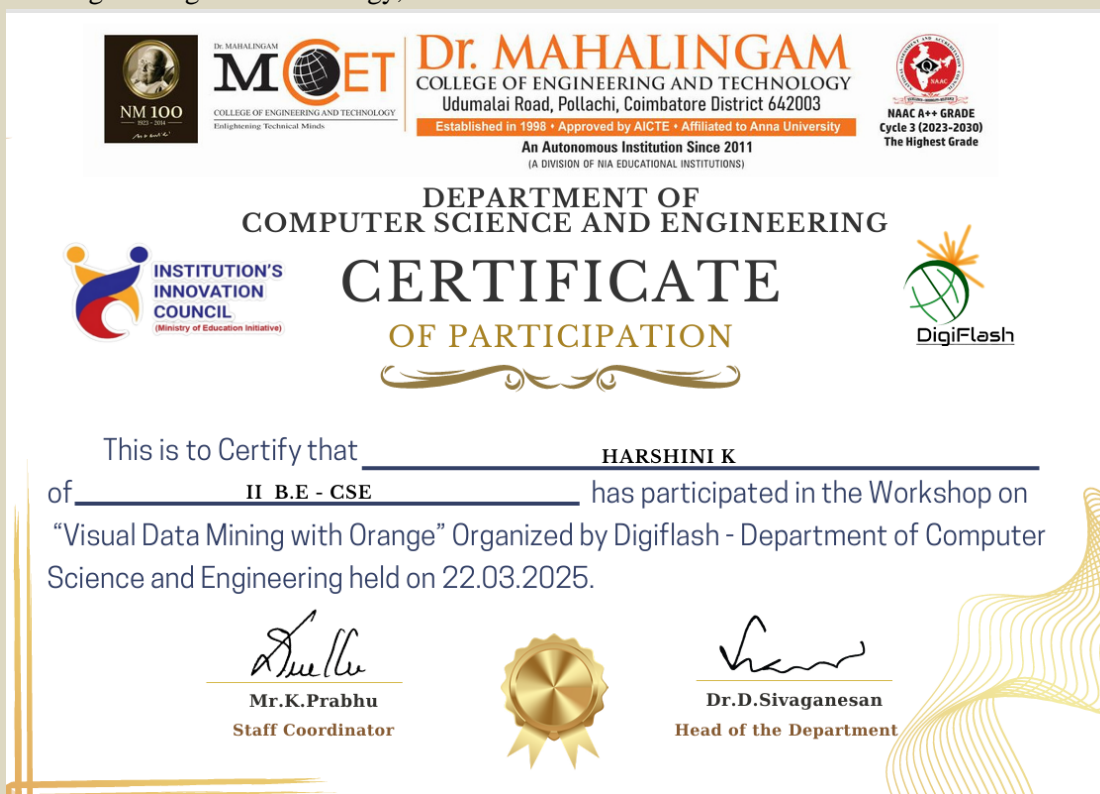 NM 100
1923 - 2014
Dr. MAHALINGAM
MCET
COLLEGE OF ENGINEERING AND TECHNOLOGY
Enlightening Technical Minds
Dr. MAHALINGAM
COLLEGE OF ENGINEERING AND TECHNOLOGY
Udumalai Road, Pollachi, Coimbatore District 642003
Established in 1998 • Approved by AICTE • Affiliated to Anna University
An Autonomous Institution Since 2011
(A DIVISION OF NIA EDUCATIONAL INSTITUTIONS)
NAAC
NAAC A++ GRADE
Cycle 3 (2023-2030)
The Highest Grade
DEPARTMENT OF
COMPUTER SCIENCE AND ENGINEERING
INSTITUTION'S
INNOVATION
COUNCIL
(Ministry of Education Initiative)
CERTIFICATE
OF PARTICIPATION
DigiFlash
This is to Certify that HARSHINI K
of II B.E - CSE has participated in the Workshop on
“Visual Data Mining with Orange” Organized by Digiflash - Department of Computer
Science and Engineering held on 22.03.2025.
Mr.K.Prabhu
Staff Coordinator
Dr.D.Sivaganesan
Head of the Department